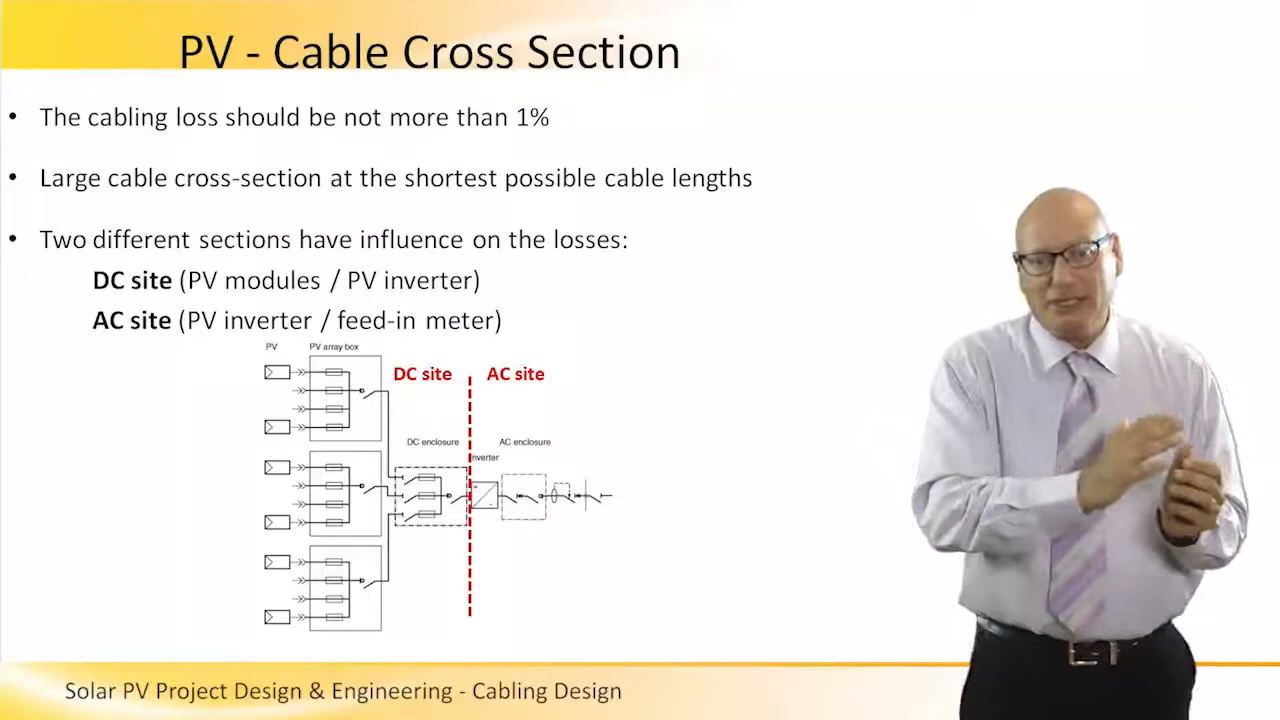 PV - Cable Cross Section
• The cabling loss should be not more than 1%
• Large cable cross-section at the shortest possible cable lengths
• Two different sections have influence on the losses:
DC site (PV modules / PV inverter)
AC site (PV inverter / feed-in meter)
PV PV array box
DC site AC site
DC enclosure AC enclosure
nverter
Solar PV Project Design & Engineering - Cabling Design